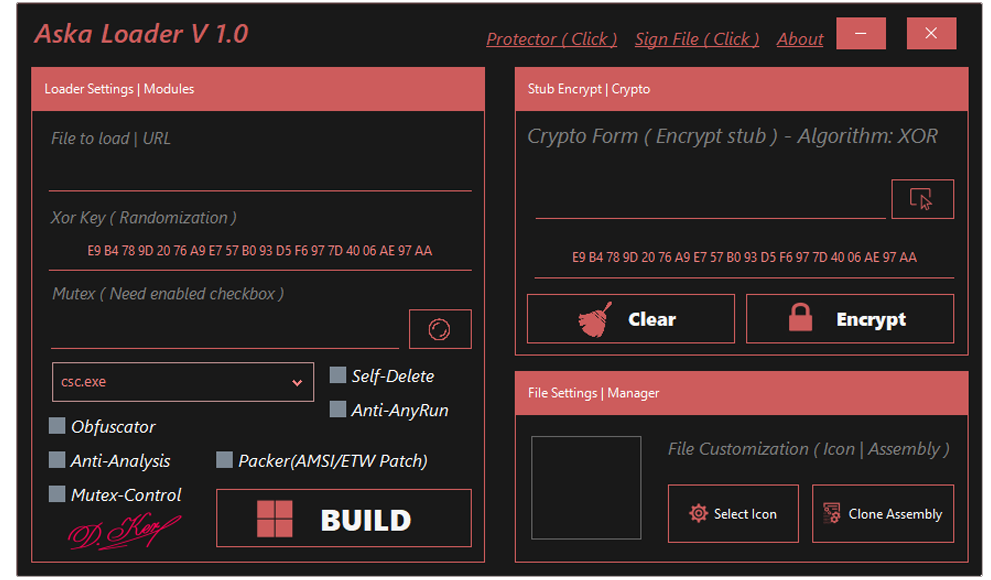 Aska Loader V 1.0
Protector ( Click ) Sign File ( Click ) About
Loader Settings | Modules
File to load | URL
Xor Key ( Randomization )
E9 B4 78 9D 20 76 A9 E7 57 B0 93 D5 F6 97 7D 40 06 AE 97 AA
Mutex ( Need enabled checkbox )
csc.exe
Self-Delete
Anti-AnyRun
Obfuscator
Anti-Analysis
Packer(AMSI/ETW Patch)
Mutex-Control
BUILD
Stub Encrypt | Crypto
Crypto Form ( Encrypt stub ) - Algorithm: XOR
E9 B4 78 9D 20 76 A9 E7 57 B0 93 D5 F6 97 7D 40 06 AE 97 AA
Clear
Encrypt
File Settings | Manager
File Customization ( Icon | Assembly )
Select Icon
Clone Assembly